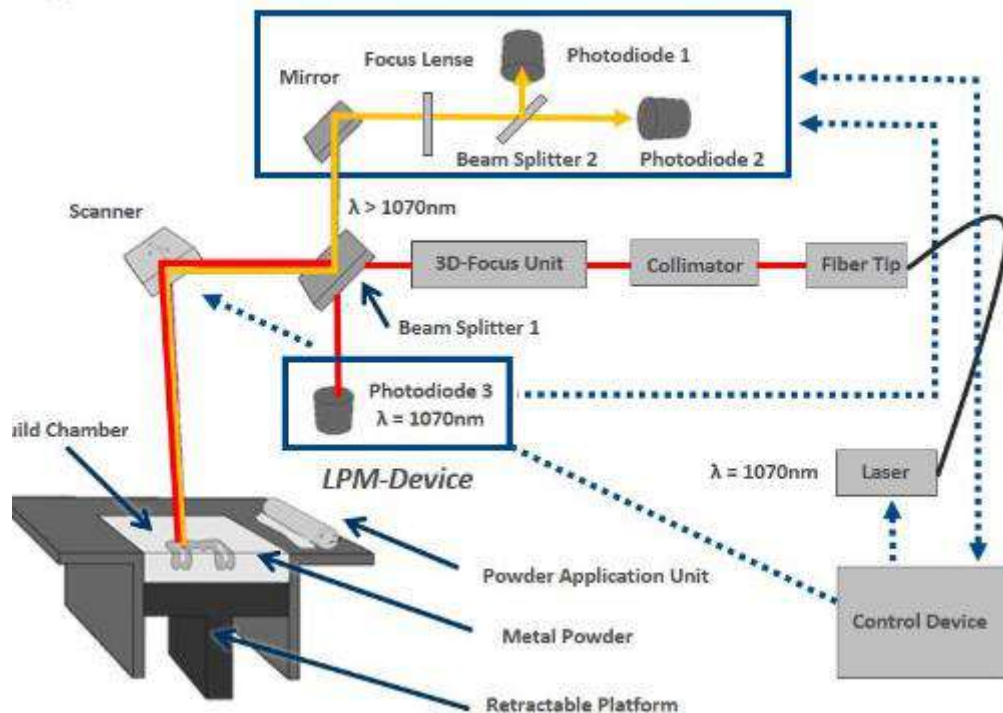 Photodiode 1
Focus Lense
Mirror
Beam Splitter 2
Photodiode 2
λ > 1070nm
Scanner
3D-Focus Unit
Collimator
Fiber Tip
Beam Splitter 1
Photodiode 3
λ = 1070nm
uild Chamber
LPM-Device
λ = 1070nm
Laser
Powder Application Unit
Control Device
Metal Powder
Retractable Platform